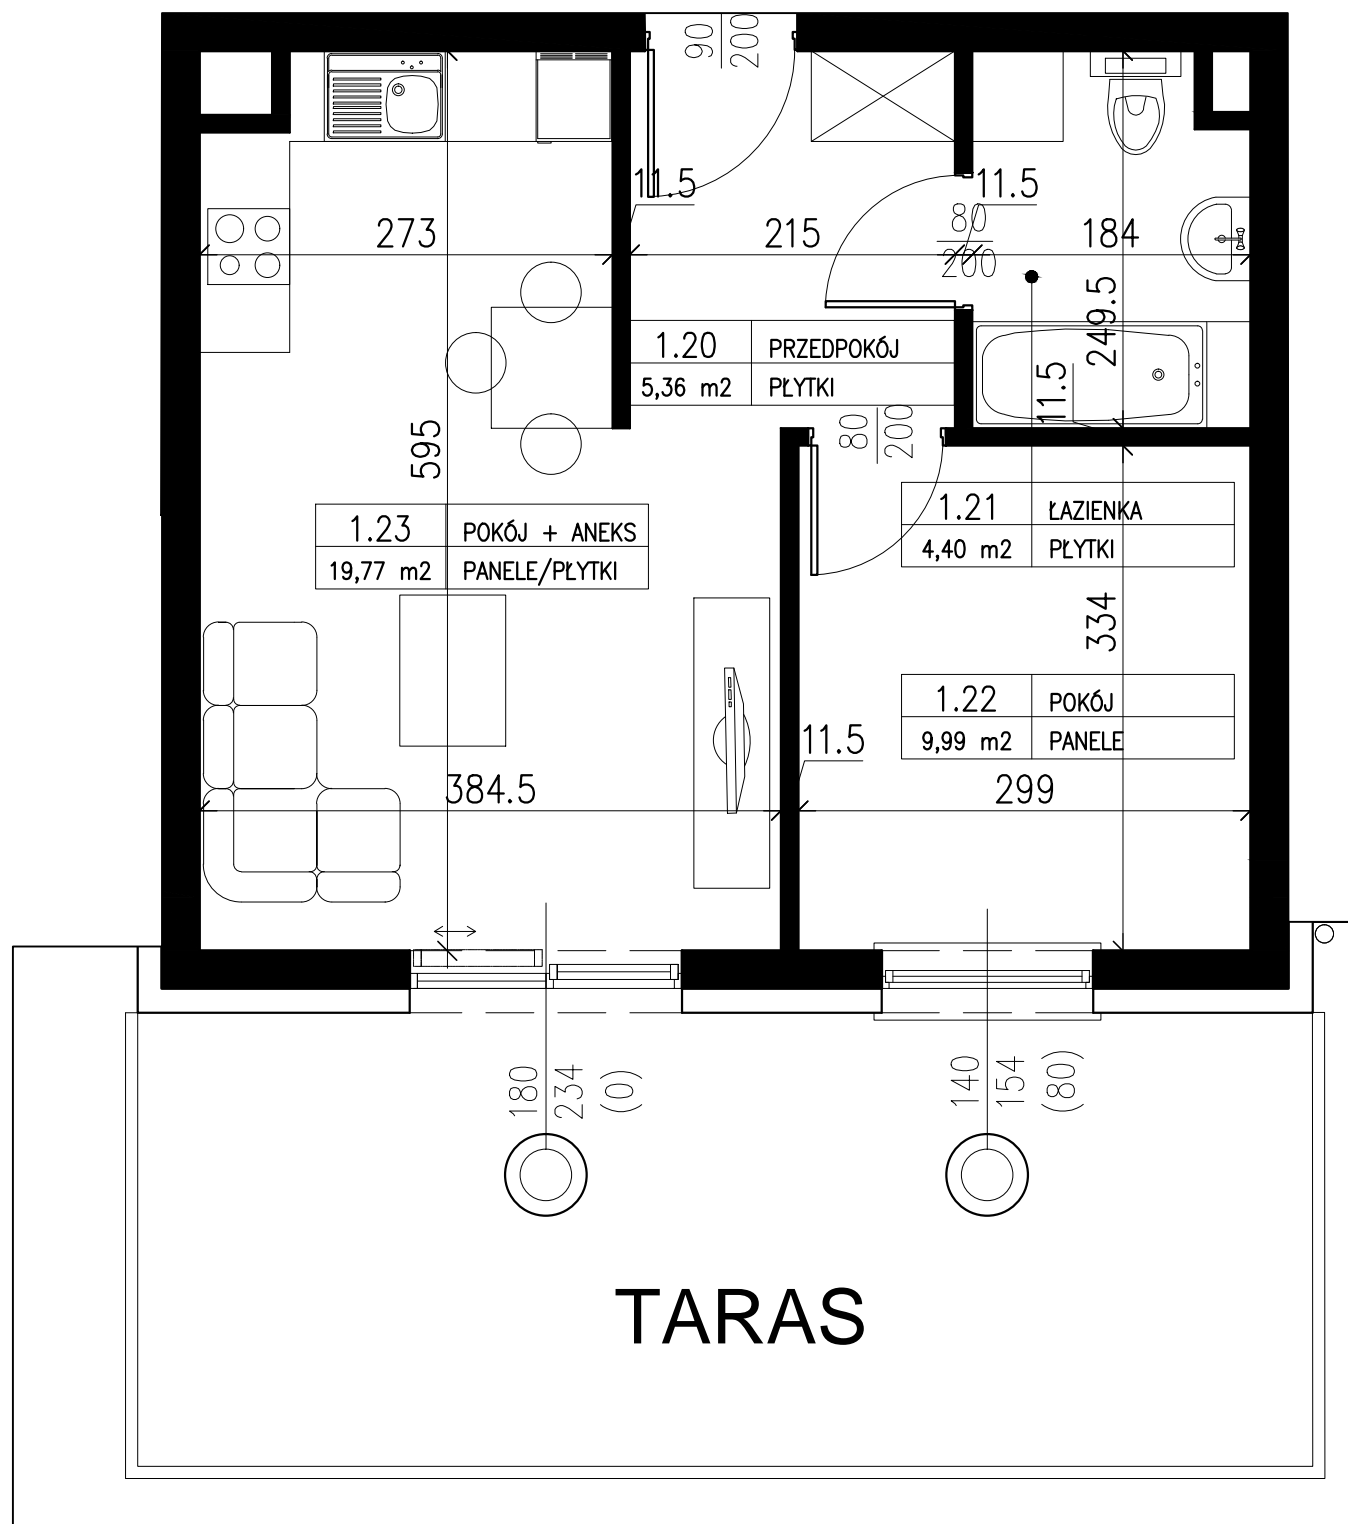 90
200
11.5
11.5
273
215
80
200
184
249.5
1.20 PRZEDPOKÓJ
5,36 m2 PŁYTKI
11.5
80
200
595
1.21 ŁAZIENKA
4,40 m2 PŁYTKI
1.23 POKÓJ + ANEKS
19,77 m2 PANELE/PŁYTKI
334
1.22 POKÓJ
9,99 m2 PANELE
11.5
384.5
299
180
234 (0)
140
154 (80)
TARAS